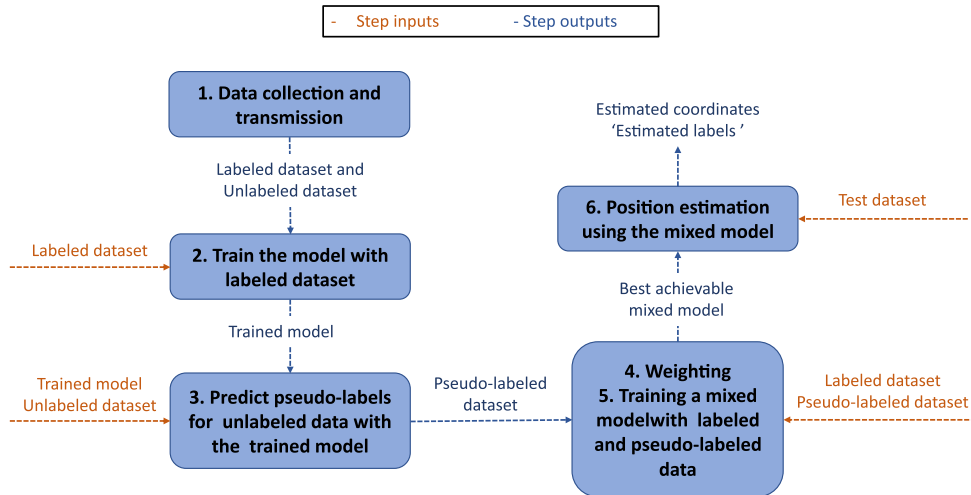 - Step inputs - Step outputs
1. Data collection and
transmission
Labeled dataset and
Unlabeled dataset
Labeled dataset
2. Train the model with
labeled dataset
Trained model
Trained model
Unlabeled dataset
3. Predict pseudo-labels
for unlabeled data with
the trained model
Pseudo-labeled
dataset
4. Weighting
5. Training a mixed
modelwith labeled
and pseudo-labeled
data
Labeled dataset
Pseudo-labeled dataset
Best achievable
mixed model
6. Position estimation
using the mixed model
Test dataset
Estimated coordinates
‘Estimated labels ’